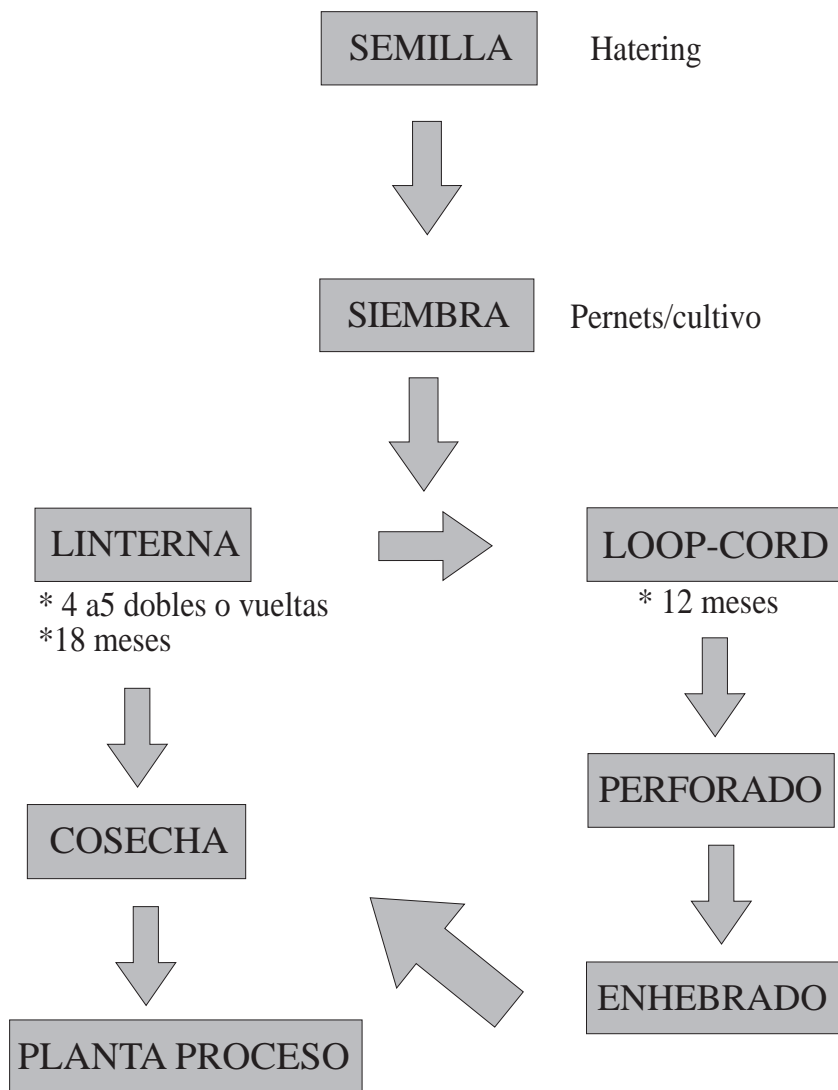 SEMILLA Hatering
SIEMBRA Pernets/cultivo
LINTERNA
* 4 a5 dobles o vueltas
*18 meses
LOOP-CORD
* 12 meses
PERFORADO
COSECHA
ENHEBRADO
PLANTA PROCESO